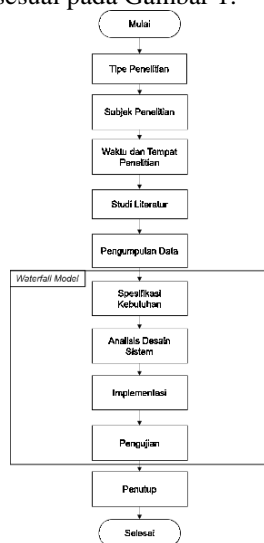 sesuai pada Gambar 1.
Mulai
Tipe Penelitian
Subjek Penelitian
Waktu dan Tempat
Penelitian
Studi Literatur
Pengumpulan Data
Waterfall Model
Spesifikasi
Kebutuhan
Analisis Desain
Sistem
Implementasi
Pengujian
Penutup
Selesai